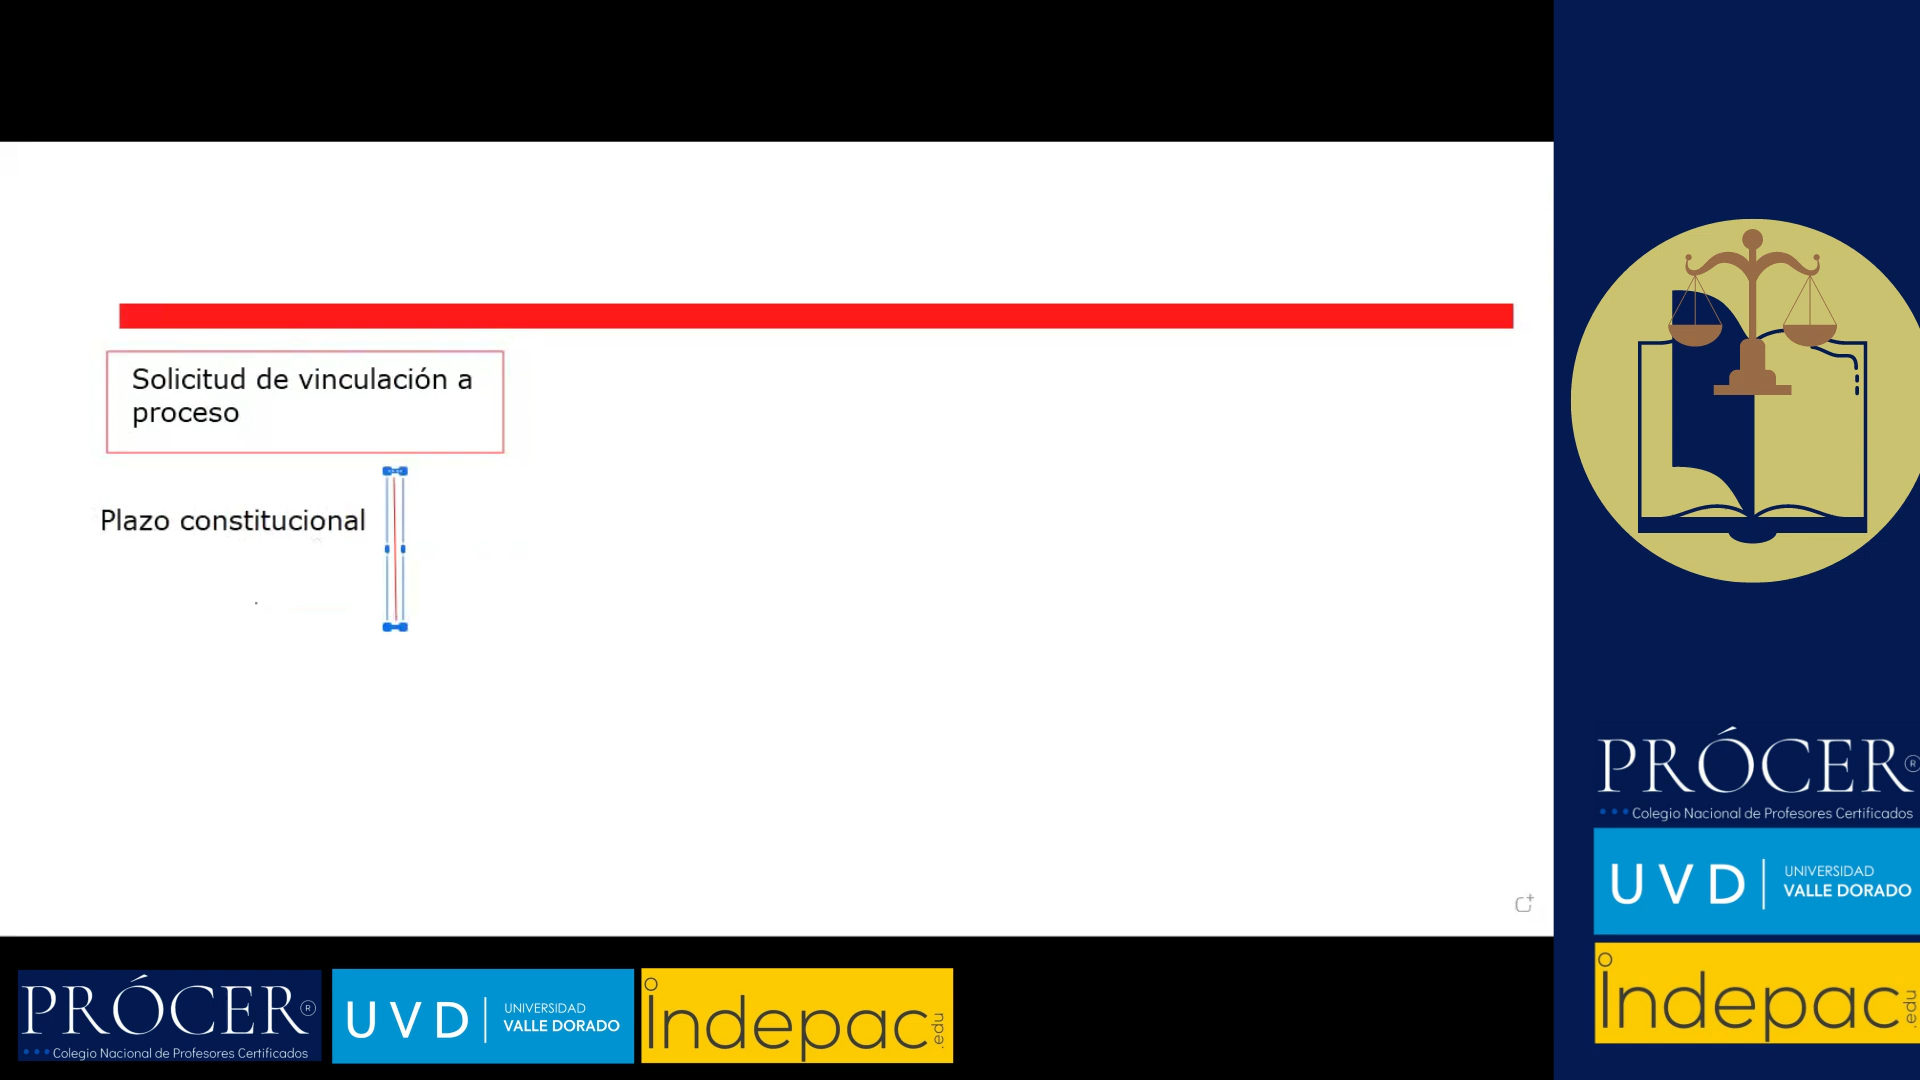 Solicitud de vinculación a
proceso
Plazo constitucional
PRÓCER®
Colegio Nacional de Profesores Certificados
UVD
UNIVERSIDAD
VALLE DORADO
indepac
.edu
PRÓCER®
Colegio Nacional de Profesores Certificados
UVD
UNIVERSIDAD
VALLE DORADO
indepac
.edu